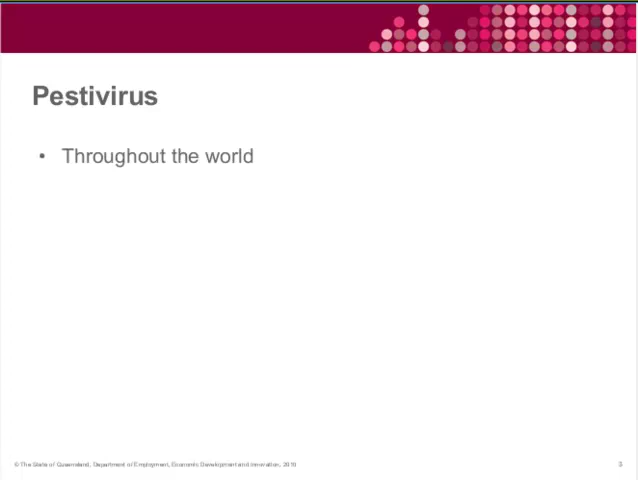 Pestivirus
• Throughout the world
© The State of Queensland, Department of Employment, Economic Development and Innovation, 2010
3